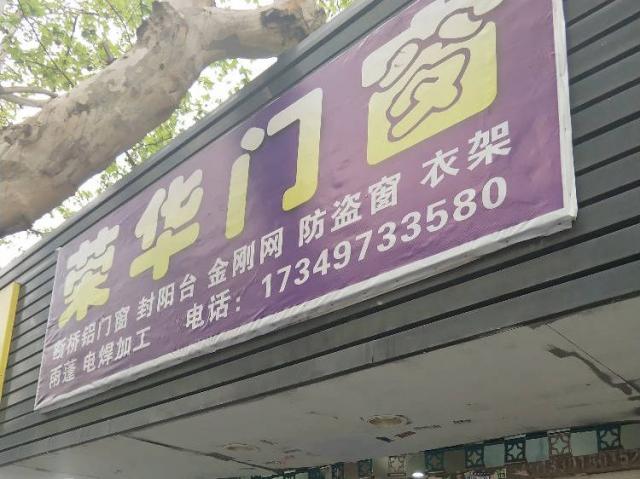 荣华门窗
断桥铝门窗 封阳台 金刚网 防盗窗 衣架
雨蓬 电焊加工 电话：17349733580